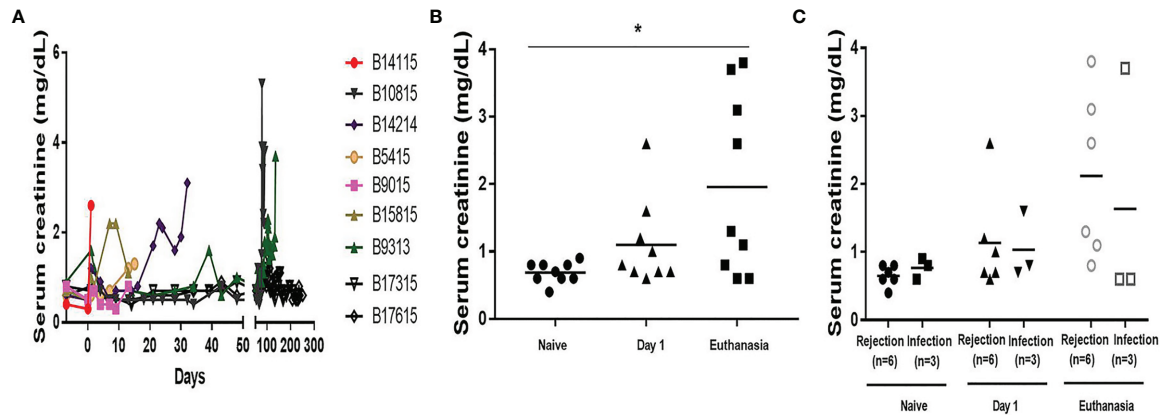 A
Serum creatinine (mg/dL)
6
4
2
0
0
10
20
30
40
50
100
200
300
Days
B14115
B10815
B14214
B5415
B9015
B15815
B9313
B17315
B17615
B
*
Serum creatinine (mg/dL)
4
3
2
1
0
Naive
Day 1
Euthanasia
C
Serum creatinine (mg/dL)
4
3
2
1
0
Rejection Infection Rejection Infection Rejection Infection
(n=6) (n=3) (n=6) (n=3) (n=6) (n=3)
Naive
Day 1
Euthanasia